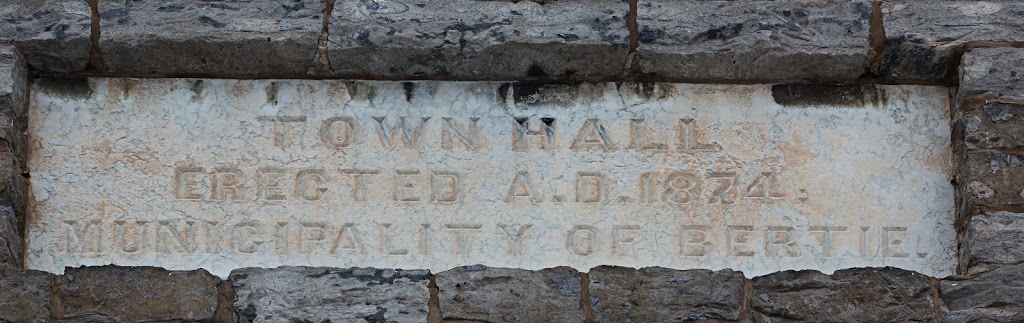 TOWN HALL
ERECTED A.D. 1874.
MUNICIPALITY OF BERTIE.